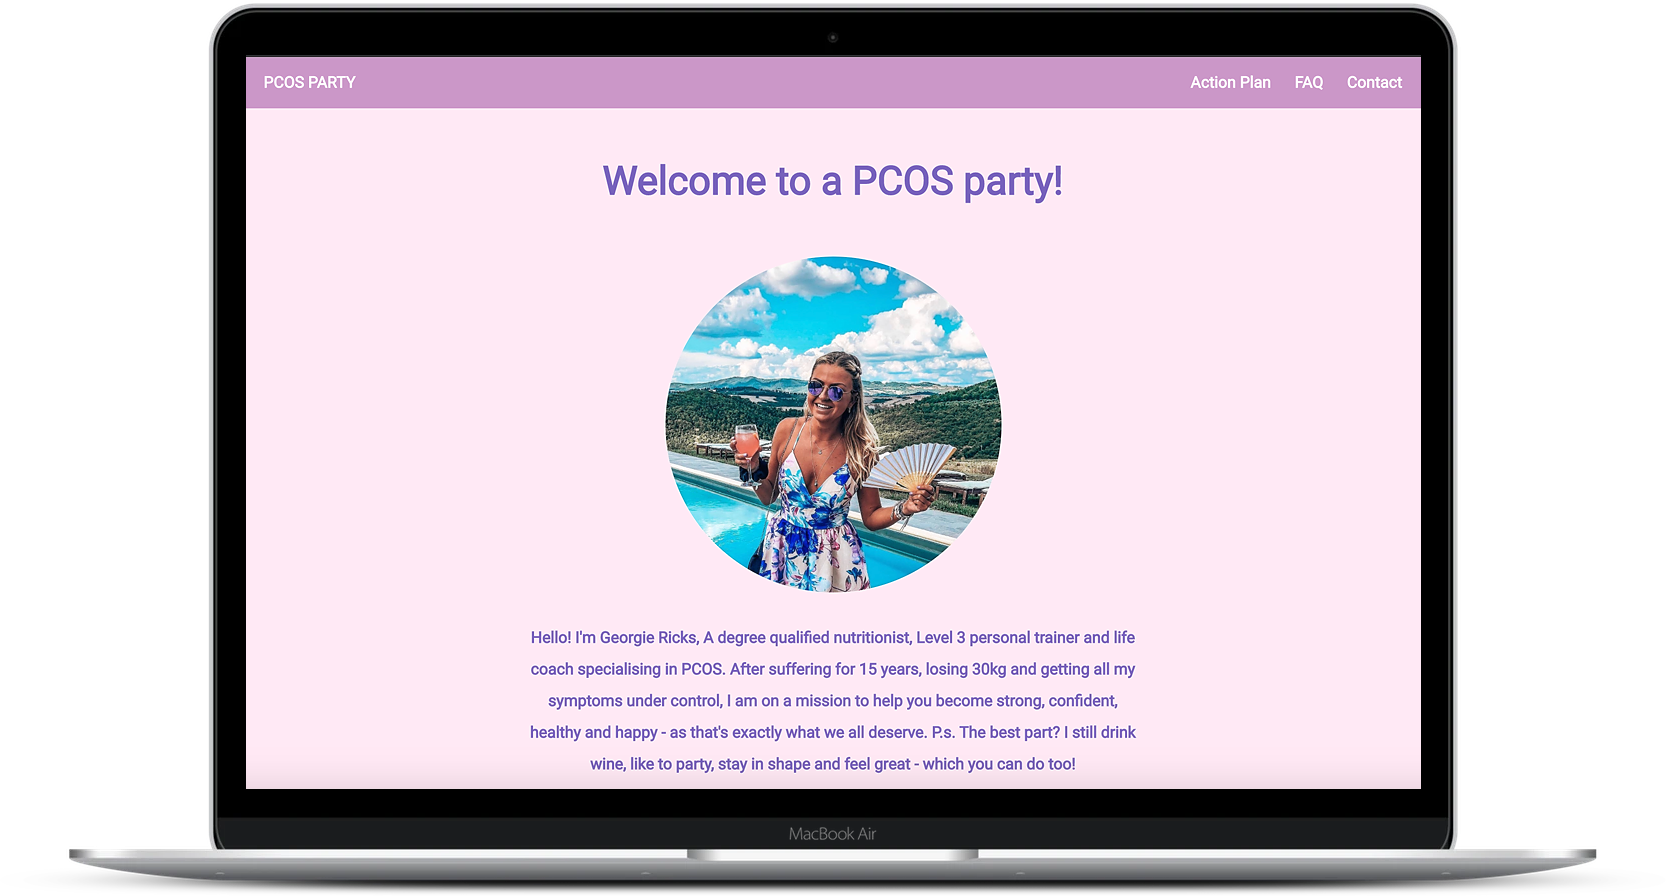 PCOS PARTY
Action Plan FAQ Contact
Welcome to a PCOS party!
Hello! I'm Georgie Ricks, A degree qualified nutritionist, Level 3 personal trainer and life
coach specialising in PCOS. After suffering for 15 years, losing 30kg and getting all my
symptoms under control, I am on a mission to help you become strong, confident,
healthy and happy - as that's exactly what we all deserve. P.s. The best part? I still drink
wine, like to party, stay in shape and feel great - which you can do too!
MacBook Air